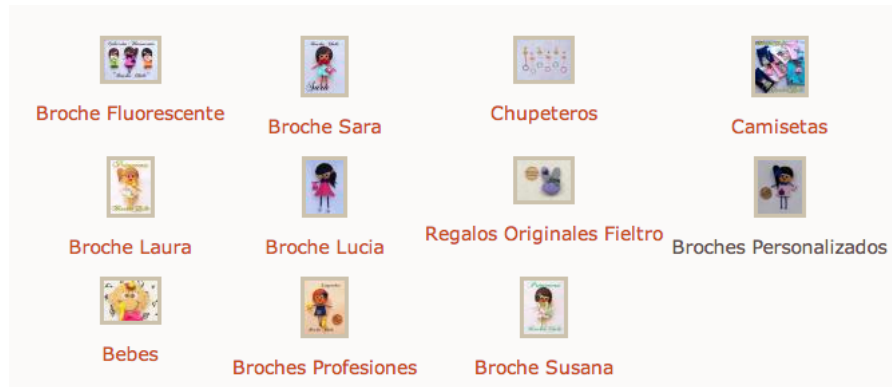 Broche Fluorescente
Broche Sara
Chupeteros
Camisetas
Broche Laura
Broche Lucia
Regalos Originales Fieltro
Broches Personalizados
Bebes
Broches Profesiones
Broche Susana